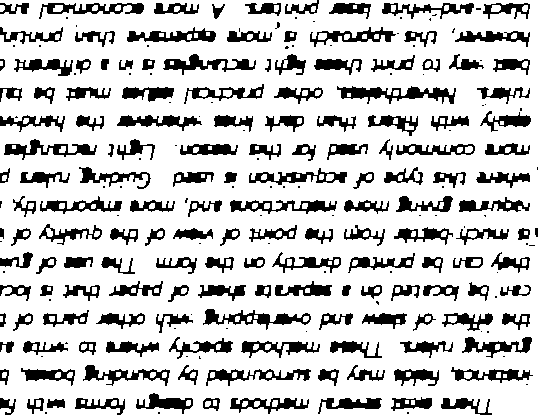 There exist several methods to design forms with fi
instance, fields may be surrounded by bounding boxes, b
guiding rulers. These methods specify where to write a
the effect of skew and overlapping with other parts of t
can be located on a separate sheet of paper that is loca
they can be printed directly on the form. The use of gui
is much better from the point of view of the quality of
requires giving more instructions and, more importantly,
where this type of acquisition is used. Guiding rulers p
more commonly used for this reason. Light rectangles
easily with filters than dark lines whenever the handwr
rulers. Nevertheless, other practical issues must be tak
best way to print these light rectangles is in a different c
however, this approach is more expensive than printin
black-and-white laser printer. A more economical and